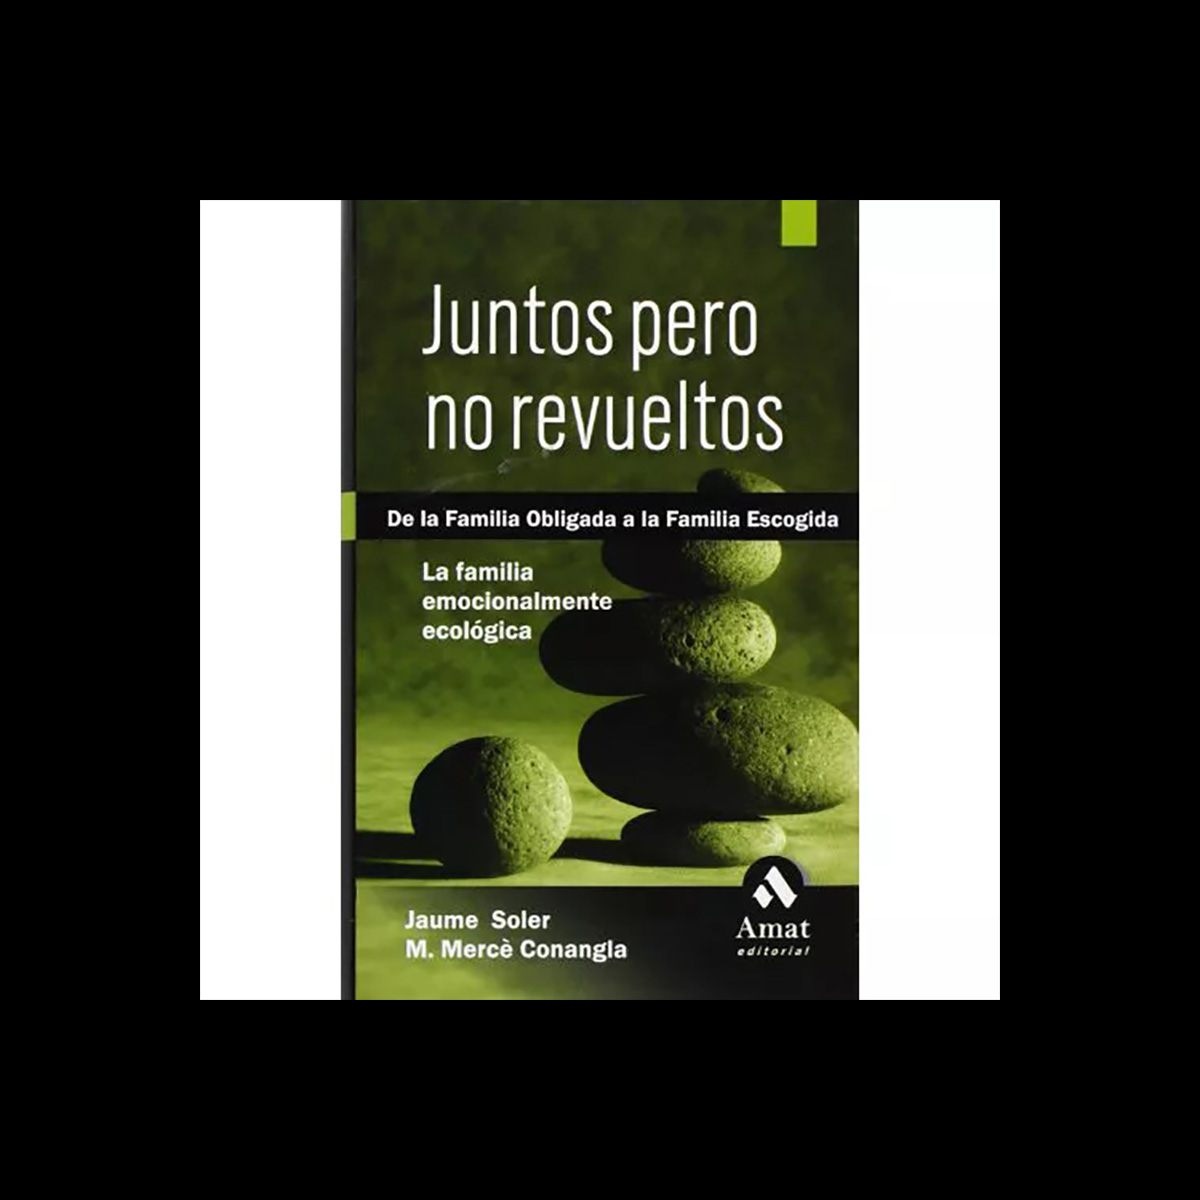 Juntos pero
no revueltos
De la Familia Obligada a la Familia Escogida
La familia
emocionalmente
ecológica
Jaume Soler
M. Mercè Conangla
Amat
editorial